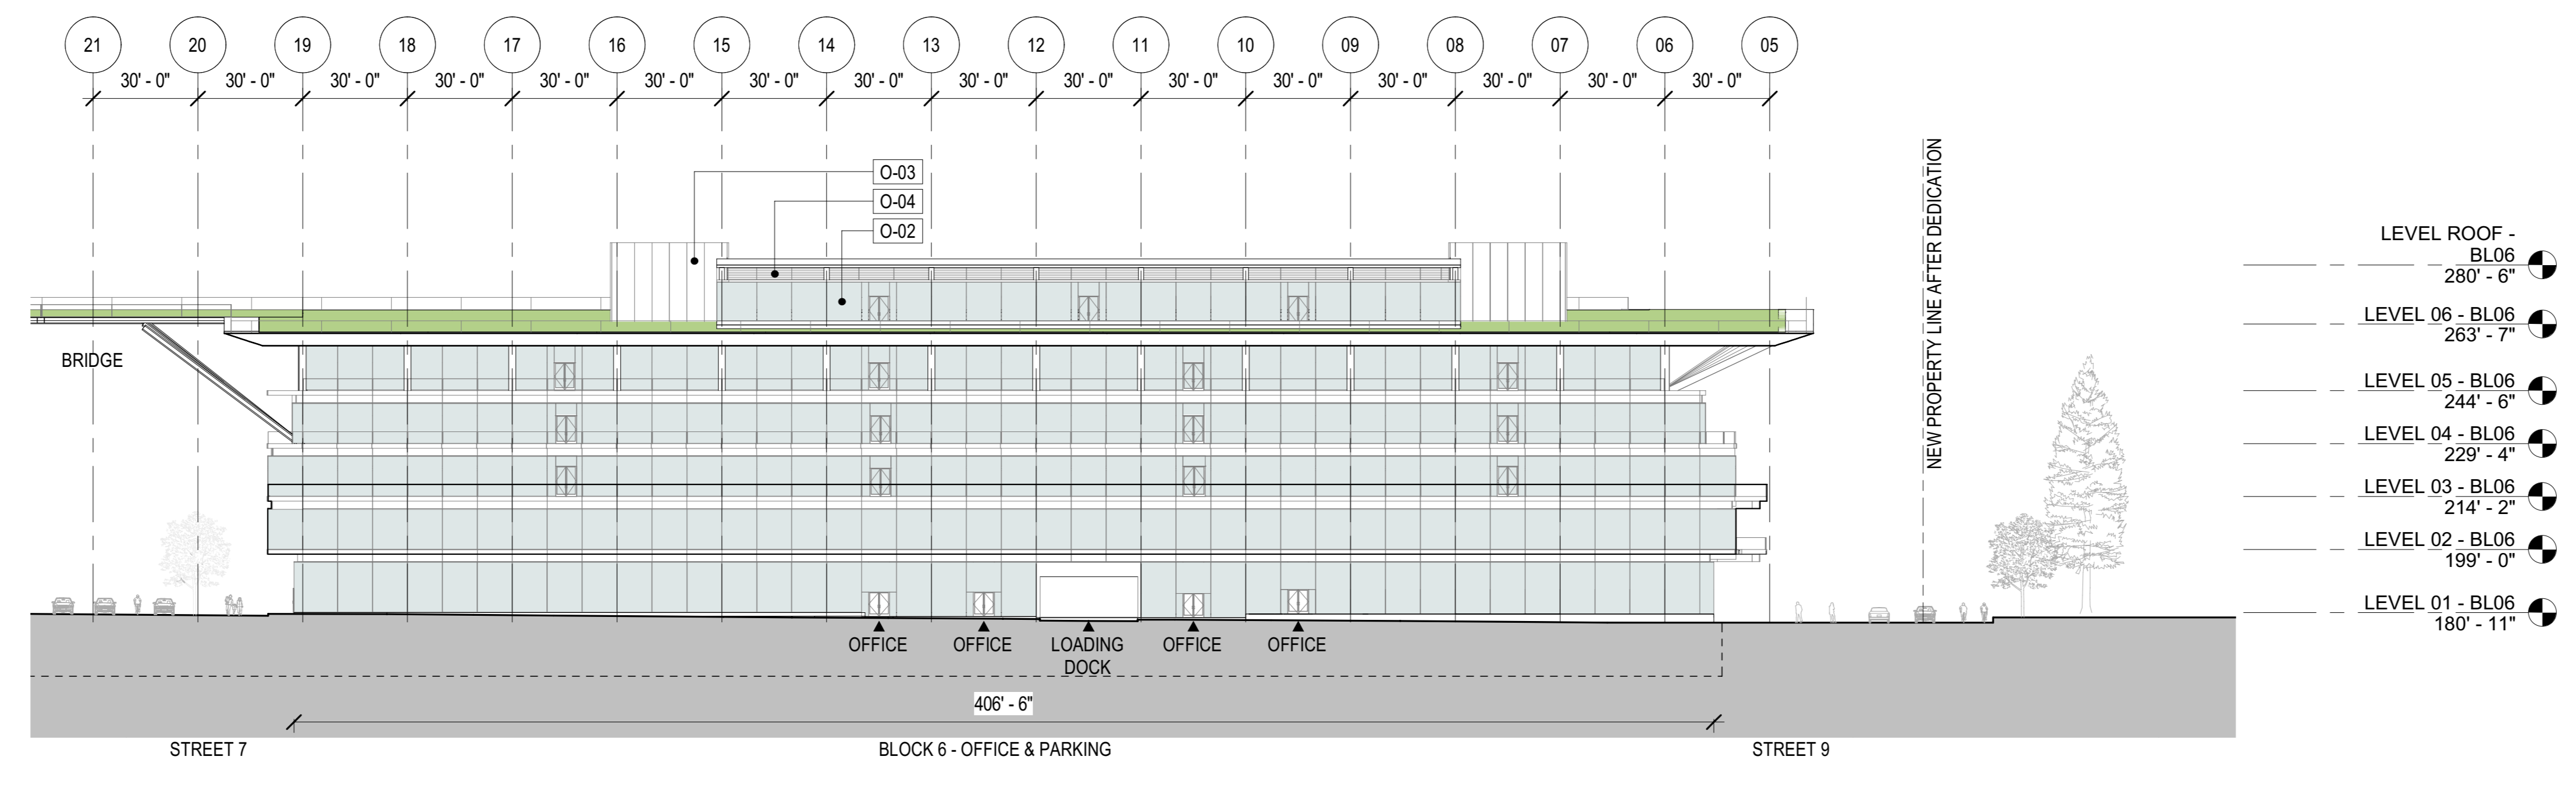 21 20 19 18 17 16 15 14 13 12 11 10 09 08 07 06 05
30' - 0" 30' - 0" 30' - 0" 30' - 0" 30' - 0" 30' - 0" 30' - 0" 30' - 0" 30' - 0" 30' - 0" 30' - 0" 30' - 0" 30' - 0" 30' - 0" 30' - 0" 30' - 0"
O-03
O-04
O-02
BRIDGE
NEW PROPERTY LINE AFTER DEDICATION
LEVEL ROOF -
BL06
280' - 6"
LEVEL 06 - BL06
263' - 7"
LEVEL 05 - BL06
244' - 6"
LEVEL 04 - BL06
229' - 4"
LEVEL 03 - BL06
214' - 2"
LEVEL 02 - BL06
199' - 0"
LEVEL 01 - BL06
180' - 11"
OFFICE OFFICE LOADING OFFICE OFFICE
DOCK
406' - 6"
STREET 7 BLOCK 6 - OFFICE & PARKING STREET 9